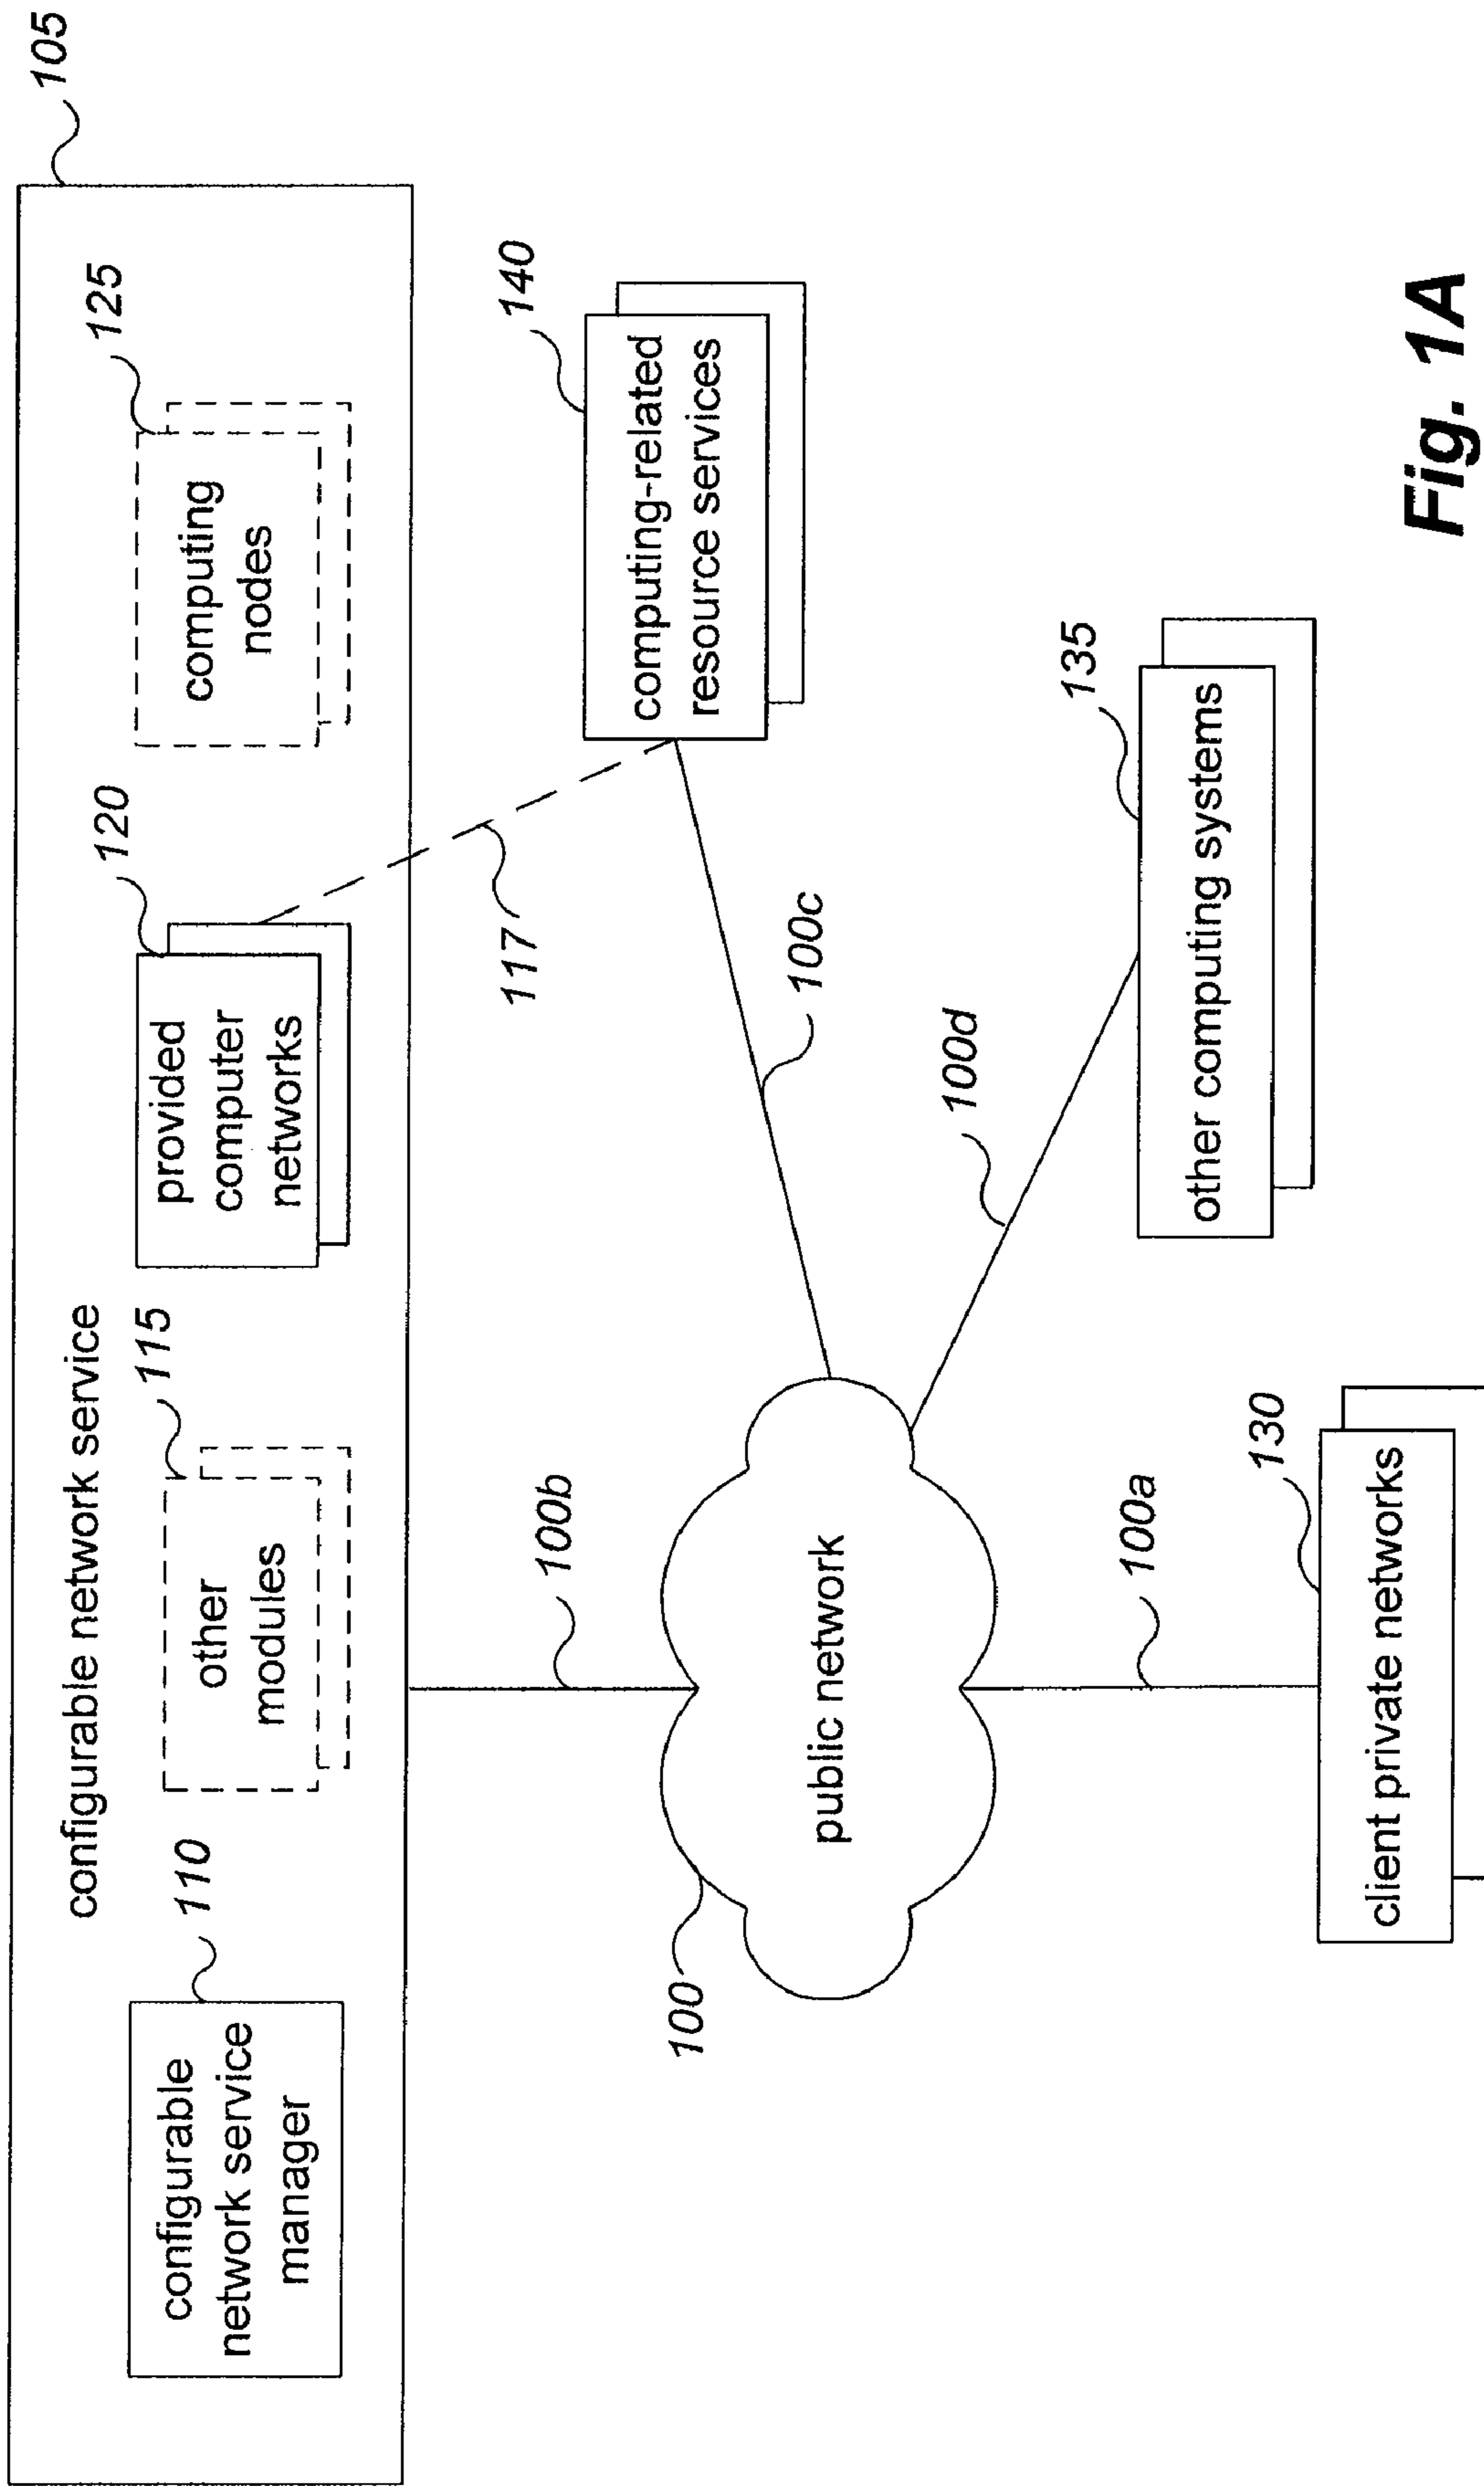 105
configurable network service
110
configurable
network service
manager
115
other
modules
120
provided
computer
networks
125
computing
nodes
117
140
computing-related
resource services
100b
100c
100
public network
100d
135
other computing systems
100a
130
client private networks
Fig. 1A